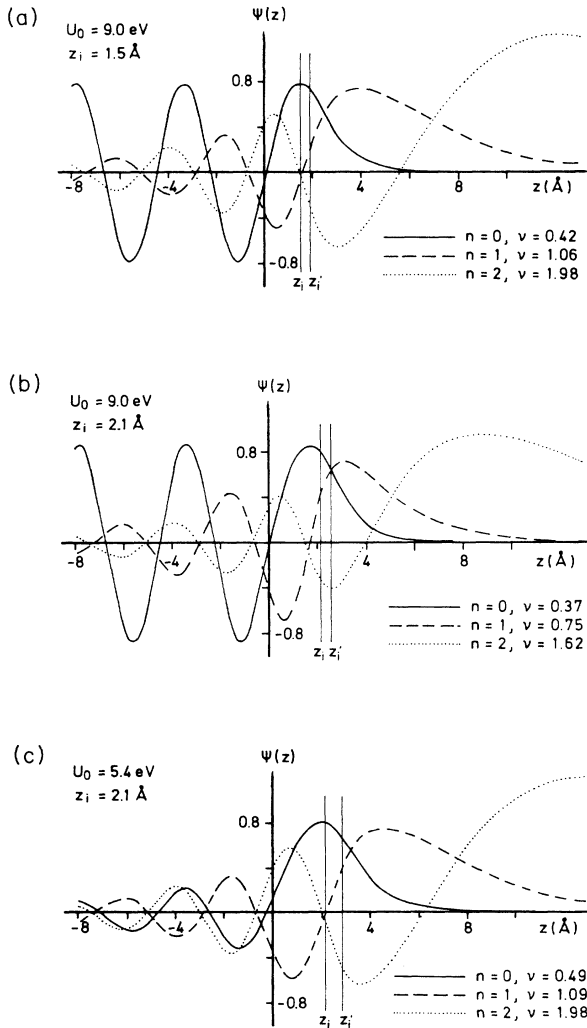 (a)
U₀ = 9.0 eV
zᵢ = 1.5 Å
Ψ(z)
0.8
-8 -4 4 8 z(Å)
-0.8
zᵢ zᵢ'
n = 0, ν = 0.42
n = 1, ν = 1.06
n = 2, ν = 1.98
(b)
U₀ = 9.0 eV
zᵢ = 2.1 Å
Ψ(z)
0.8
-8 -4 4 8 z(Å)
-0.8
zᵢ zᵢ'
n = 0, ν = 0.37
n = 1, ν = 0.75
n = 2, ν = 1.62
(c)
U₀ = 5.4 eV
zᵢ = 2.1 Å
Ψ(z)
0.8
-8 -4 4 8 z(Å)
-0.8
zᵢ zᵢ'
n = 0, ν = 0.49
n = 1, ν = 1.09
n = 2, ν = 1.98